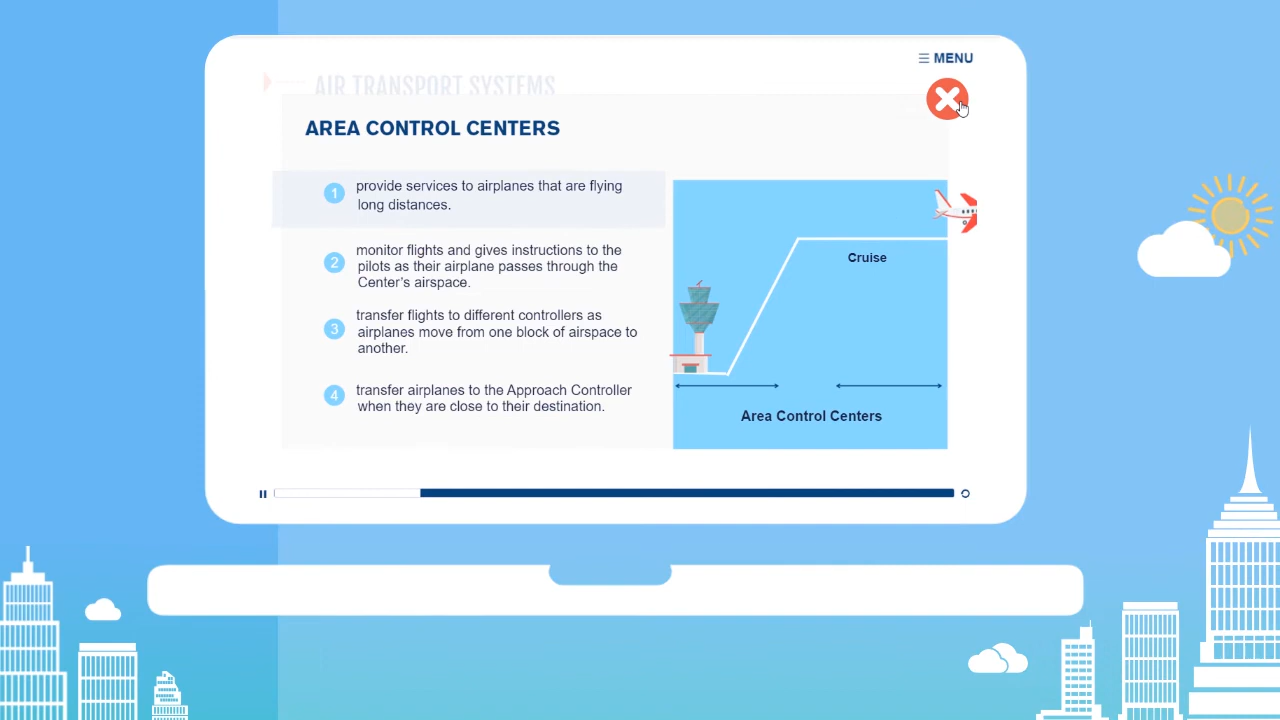 ☰ MENU
AIR TRANSPORT SYSTEMS
AREA CONTROL CENTERS
1 provide services to airplanes that are flying
long distances.
2 monitor flights and gives instructions to the
pilots as their airplane passes through the
Center's airspace.
3 transfer flights to different controllers as
airplanes move from one block of airspace to
another.
4 transfer airplanes to the Approach Controller
when they are close to their destination.
Cruise
Area Control Centers